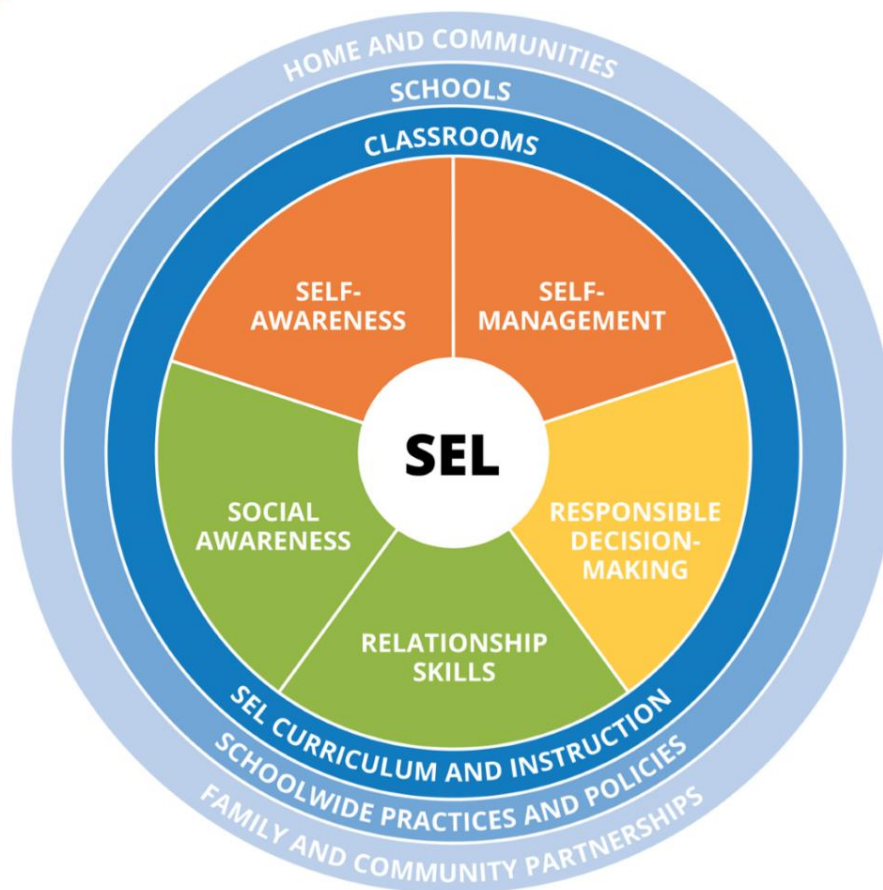 HOME AND COMMUNITIES
SCHOOLS
CLASSROOMS
SELF-
AWARENESS
SELF-
MANAGEMENT
SEL
SOCIAL
AWARENESS
RESPONSIBLE
DECISION-
MAKING
RELATIONSHIP
SKILLS
SEL CURRICULUM AND INSTRUCTION
SCHOOLWIDE PRACTICES AND POLICIES
FAMILY AND COMMUNITY PARTNERSHIPS